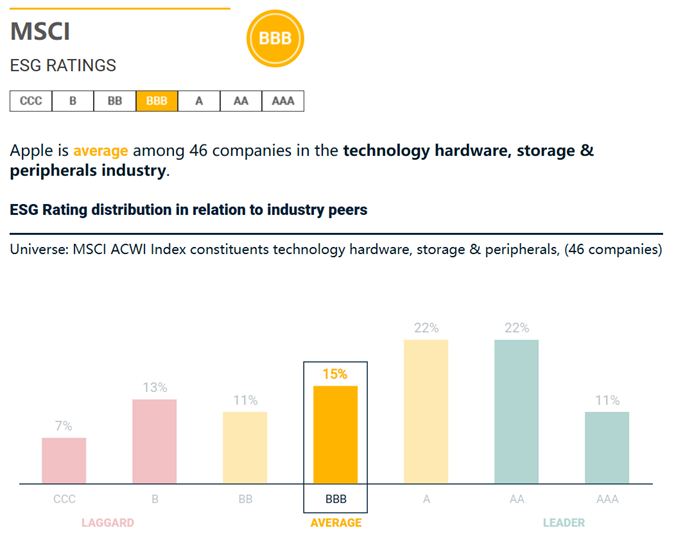 MSCI
BBB
ESG RATINGS
CCC B BB BBB A AA AAA
Apple is average among 46 companies in the technology hardware, storage &
peripherals industry.
ESG Rating distribution in relation to industry peers
Universe: MSCI ACWI Index constituents technology hardware, storage & peripherals, (46 companies)
7% 13% 11% 15% 22% 22% 11%
CCC B BB BBB A AA AAA
LAGGARD AVERAGE LEADER